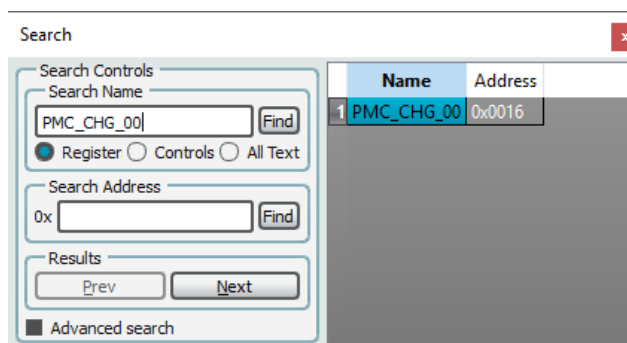 Search
x
Search Controls
Search Name
PMC_CHG_00
Find
Register Controls All Text
Search Address
0x
Find
Results
Prev Next
Advanced search
Name Address
1 PMC_CHG_00 0x0016